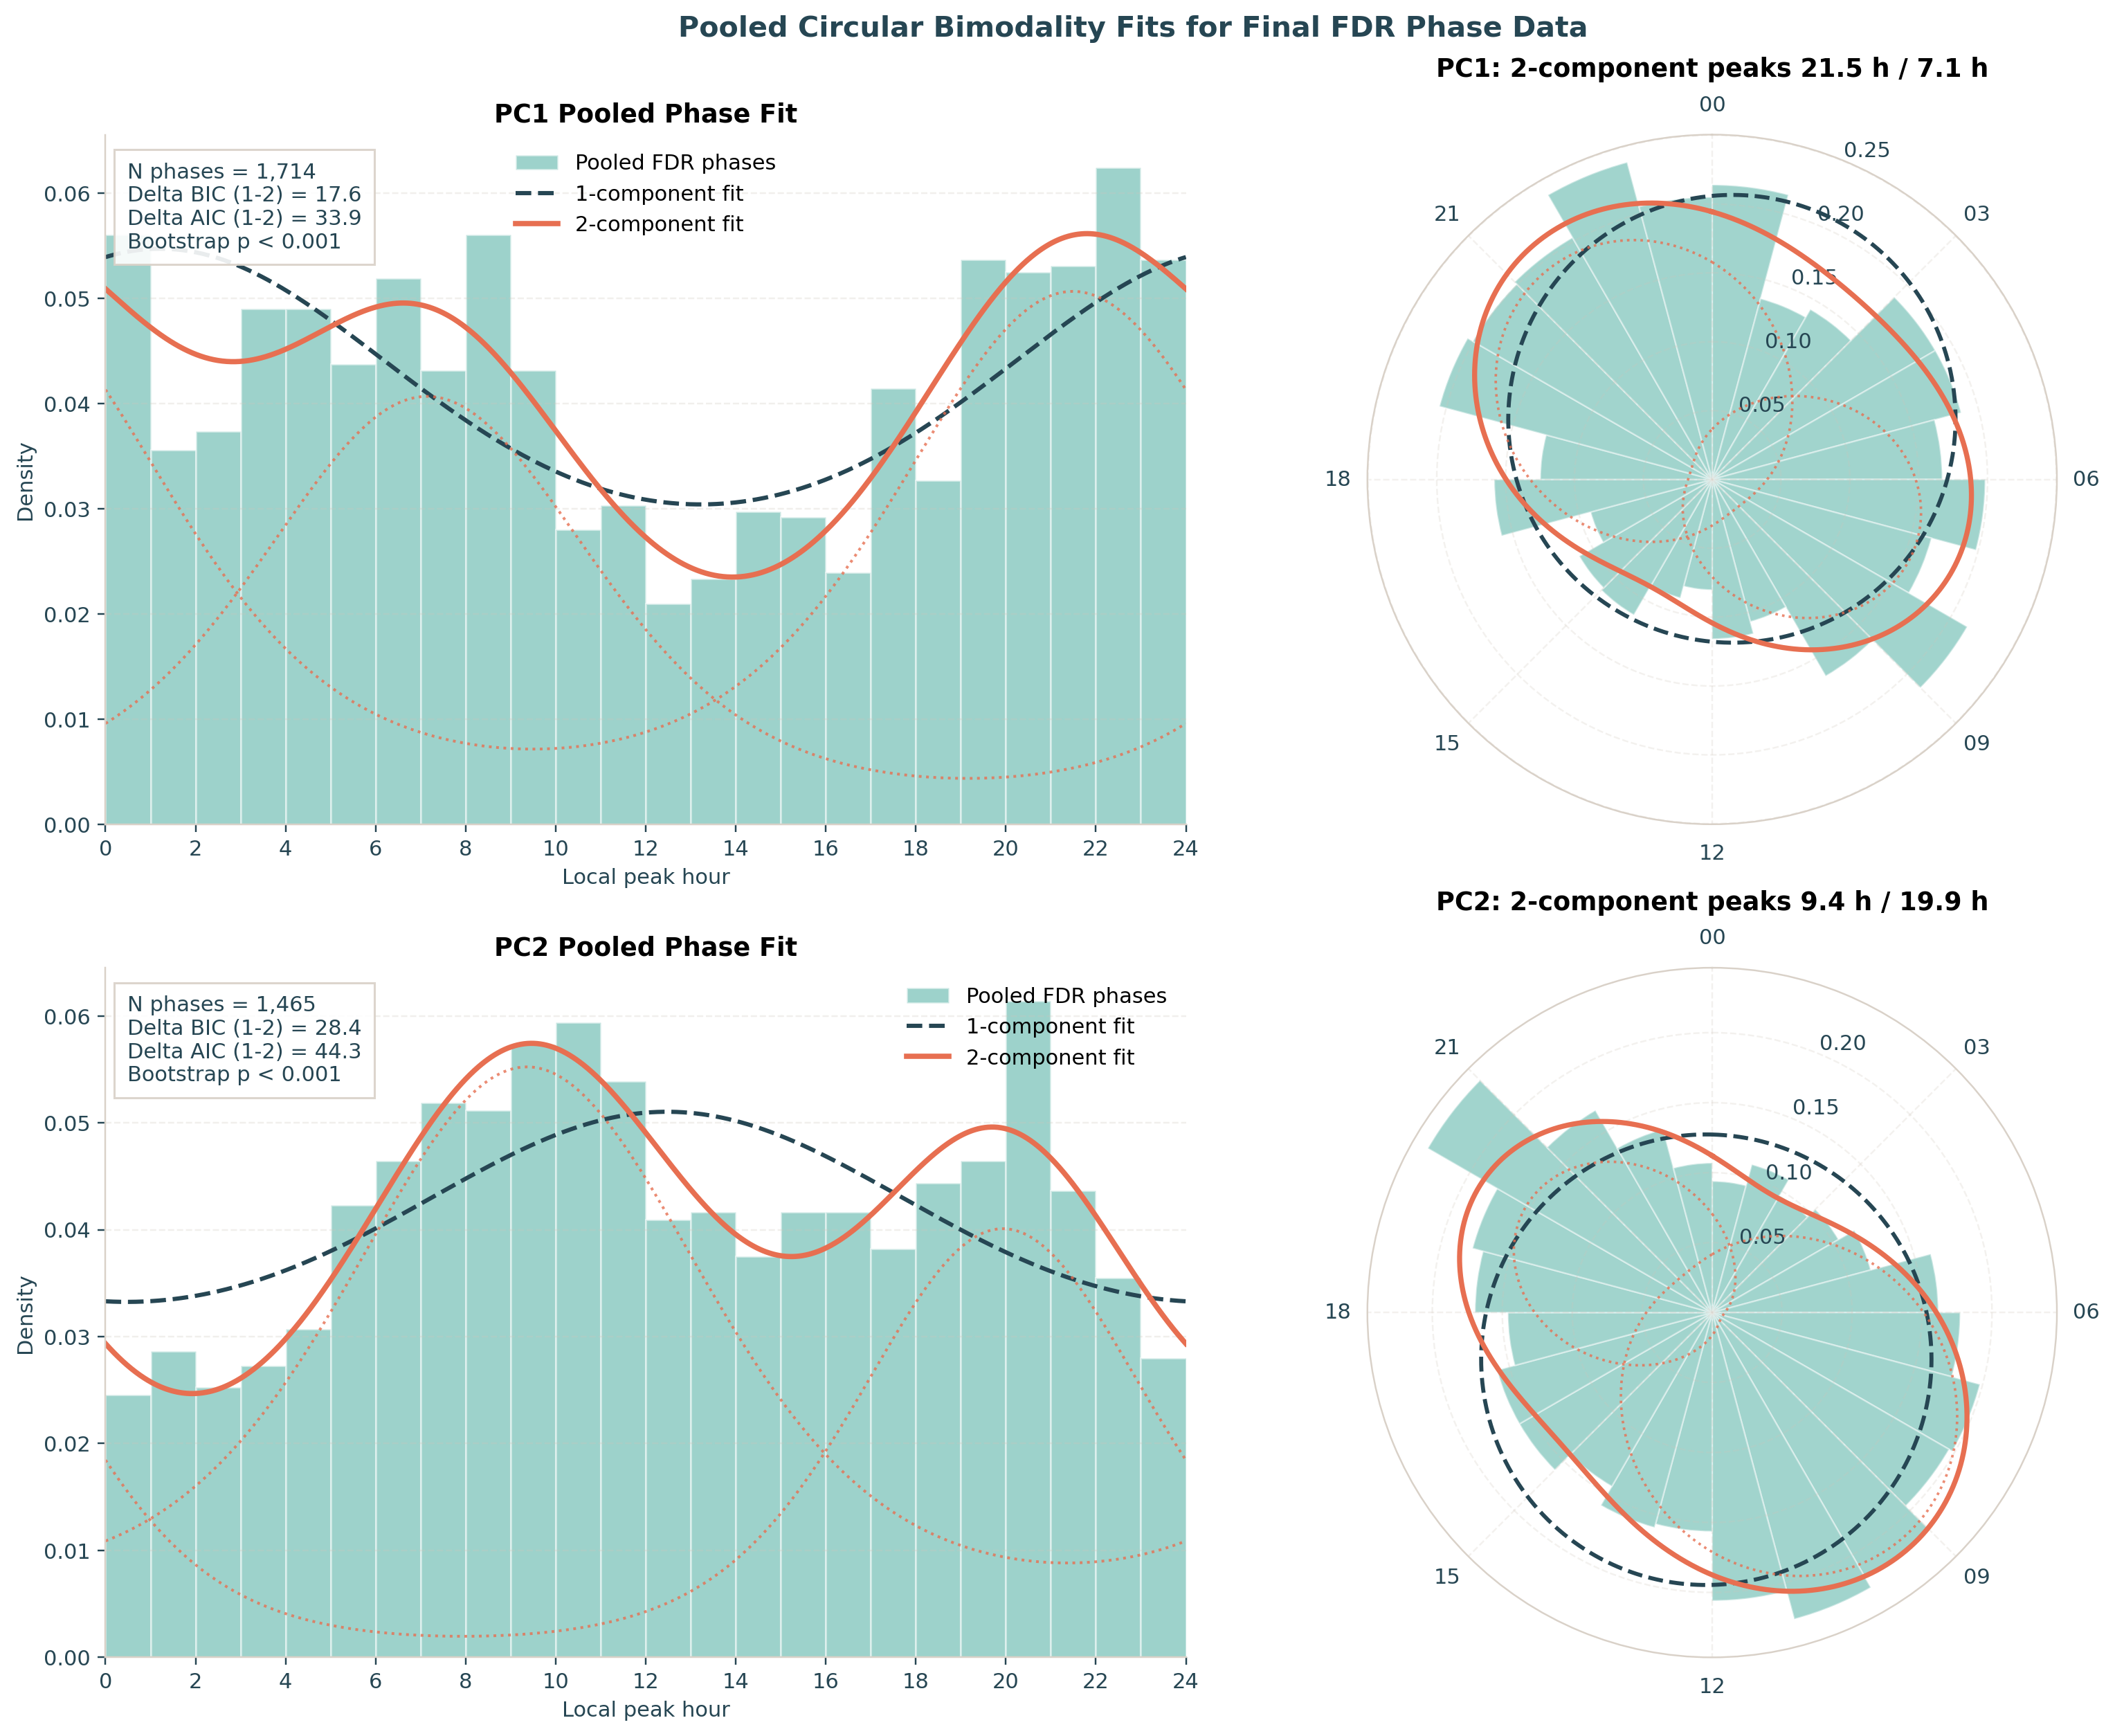 Pooled Circular Bimodality Fits for Final FDR Phase Data
PC1 Pooled Phase Fit
N phases = 1,714
Delta BIC (1-2) = 17.6
Delta AIC (1-2) = 33.9
Bootstrap p < 0.001
Pooled FDR phases
1-component fit
2-component fit
Density
0.06
0.05
0.04
0.03
0.02
0.01
0.00
0 2 4 6 8 10 12 14 16 18 20 22 24
Local peak hour
PC1: 2-component peaks 21.5 h / 7.1 h
00
0.25
21
0.20
03
0.15
0.10
0.05
18
06
15
09
12
PC2 Pooled Phase Fit
N phases = 1,465
Delta BIC (1-2) = 28.4
Delta AIC (1-2) = 44.3
Bootstrap p < 0.001
Pooled FDR phases
1-component fit
2-component fit
Density
0.06
0.05
0.04
0.03
0.02
0.01
0.00
0 2 4 6 8 10 12 14 16 18 20 22 24
Local peak hour
PC2: 2-component peaks 9.4 h / 19.9 h
00
21
0.20
03
0.15
0.10
0.05
18
06
15
09
12